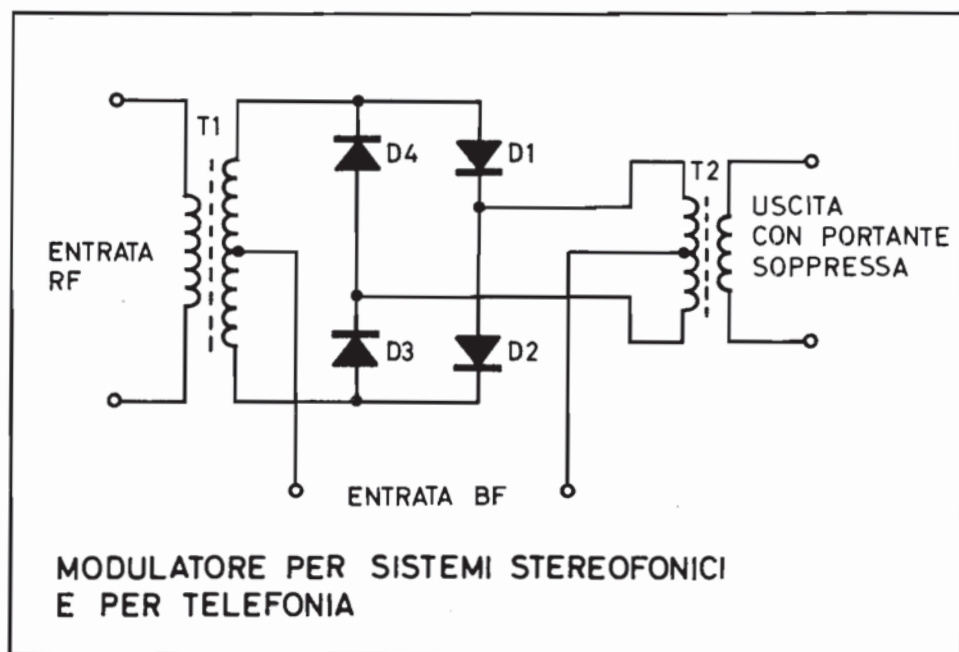 T1
D4
D1
T2
ENTRATA
RF
USCITA
CON PORTANTE
SOPPRESSA
D3
D2
ENTRATA BF
MODULATORE PER SISTEMI STEREOFONICI
E PER TELEFONIA